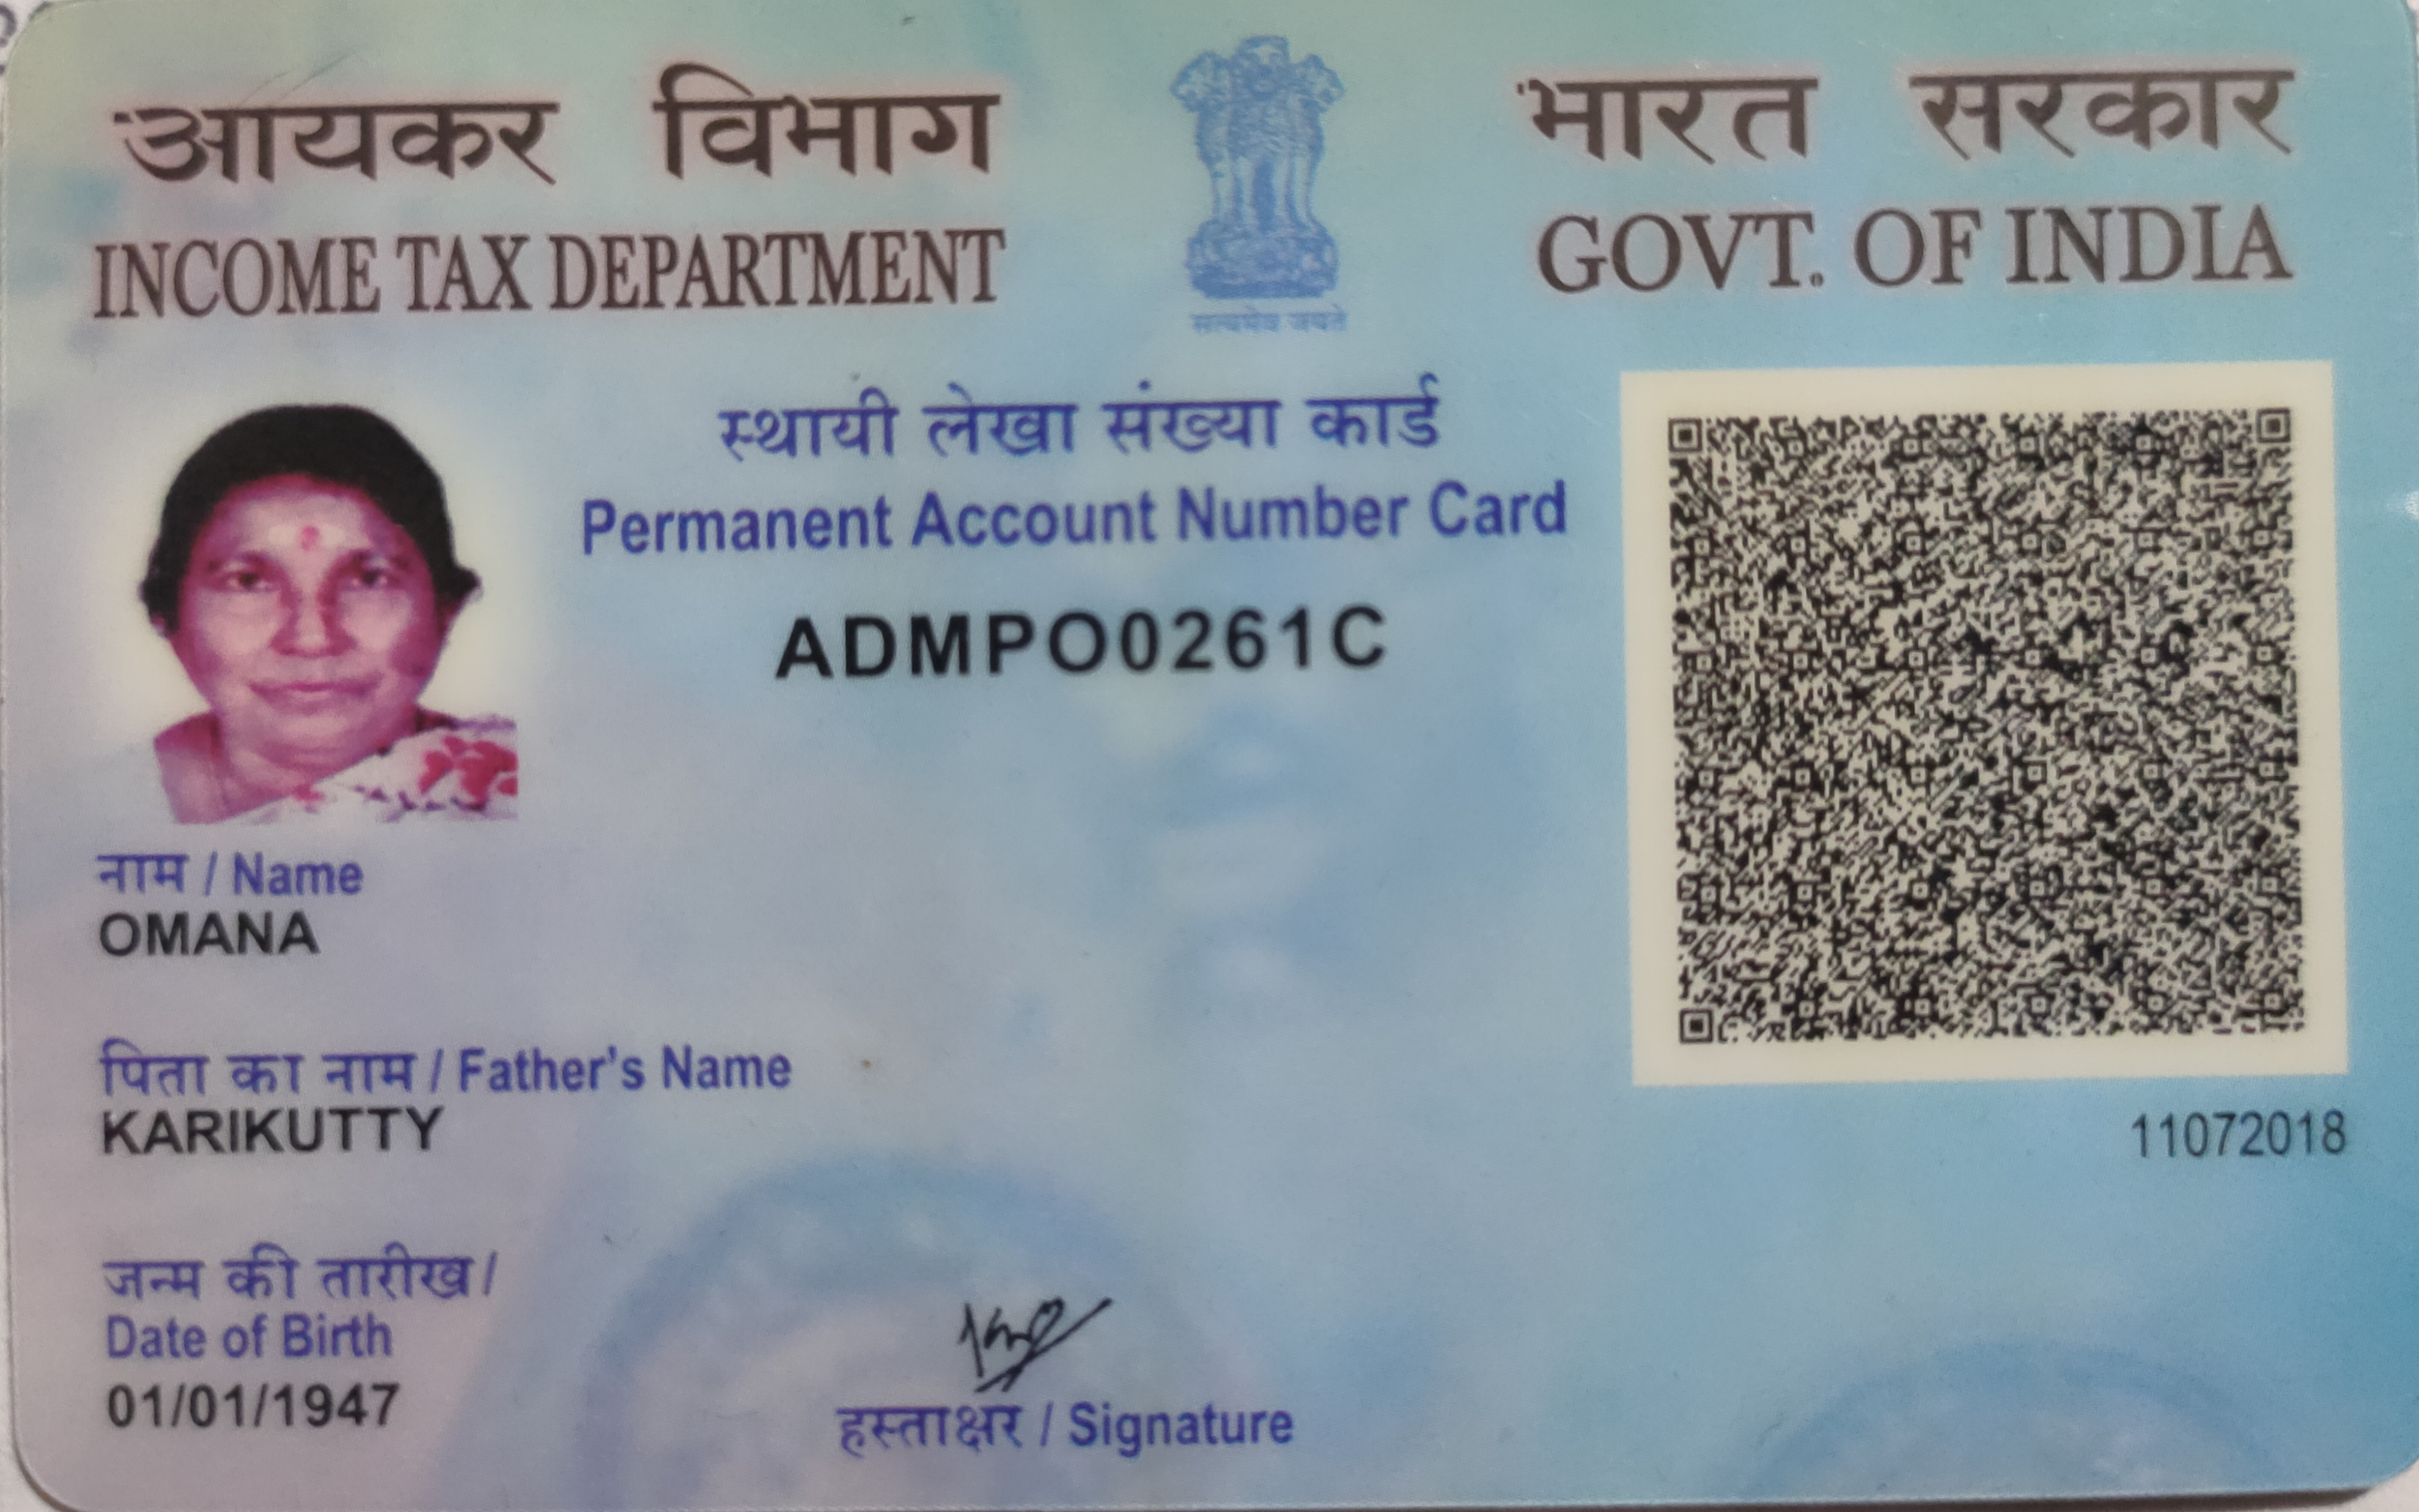 आयकर विभाग
INCOME TAX DEPARTMENT
सत्यमेव जयते
भारत सरकार
GOVT. OF INDIA
स्थायी लेखा संख्या कार्ड
Permanent Account Number Card
ADMPO0261C
नाम / Name
OMANA
पिता का नाम / Father's Name
KARIKUTTY
11072018
जन्म की तारीख /
Date of Birth
01/01/1947
हस्ताक्षर / Signature